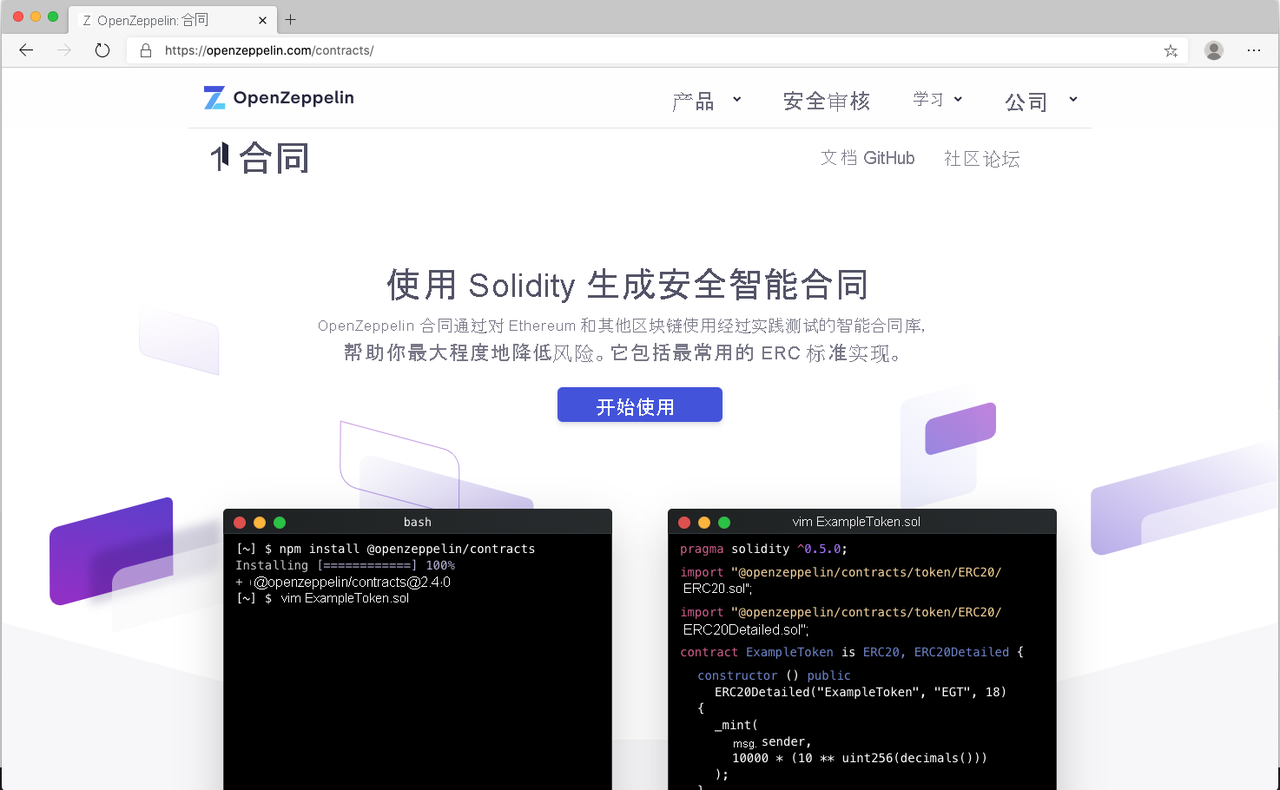 Z OpenZeppelin: 合同
https://openzeppelin.com/contracts/
OpenZeppelin 产品 安全审核 学习 公司
合同 文档 GitHub 社区论坛
使用 Solidity 生成安全智能合同
OpenZeppelin 合同通过对 Ethereum 和其他区块链使用经过实践测试的智能合同库,
帮助你最大程度地降低风险。它包括最常用的 ERC 标准实现。
开始使用
bash
[~] $ npm install @openzeppelin/contracts
Installing [============] 100%
+ @openzeppelin/contracts@2.4.0
[~] $ vim ExampleToken.sol
vim ExampleToken.sol
pragma solidity ^0.5.0;
import "@openzeppelin/contracts/token/ERC20/
ERC20.sol";
import "@openzeppelin/contracts/token/ERC20/
ERC20Detailed.sol";
contract ExampleToken is ERC20, ERC20Detailed {
constructor () public
ERC20Detailed("ExampleToken", "EGT", 18)
{
_mint(
msg. sender,
10000 * (10 ** uint256(decimals()))
);